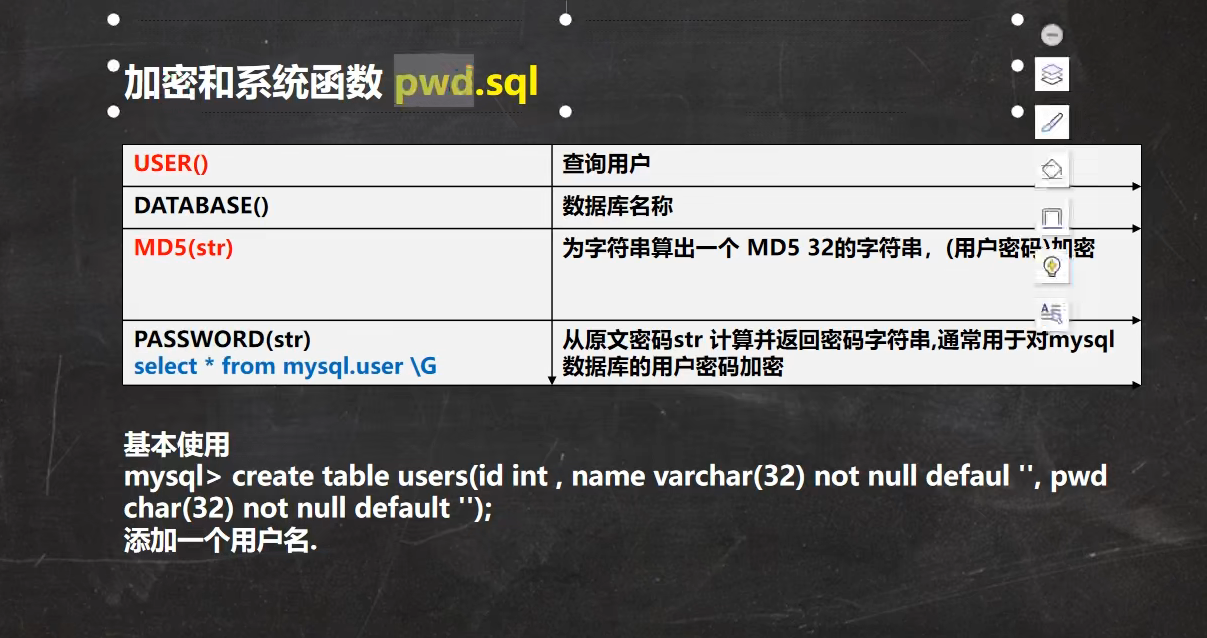 加密和系统函数 pwd.sql
USER()
查询用户
DATABASE()
数据库名称
MD5(str)
为字符串算出一个 MD5 32的字符串，(用户密码)加密
PASSWORD(str)
select * from mysql.user \G
从原文密码str 计算并返回密码字符串,通常用于对mysql
数据库的用户密码加密
基本使用
mysql> create table users(id int , name varchar(32) not null defaul '', pwd
char(32) not null default '');
添加一个用户名.